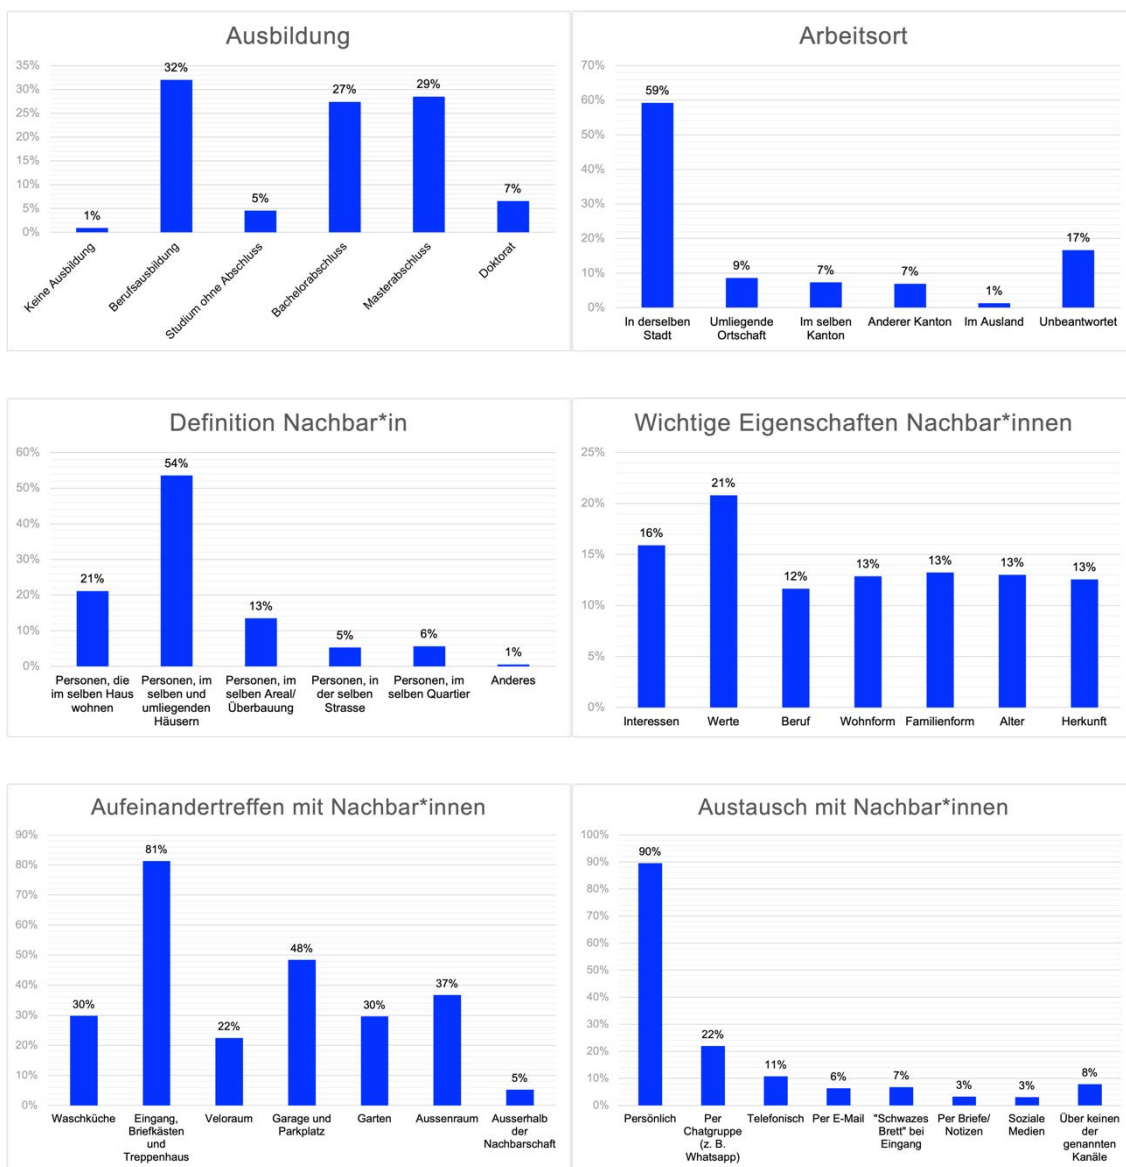 Ausbildung
35%
30%
25%
20%
15%
10%
5%
0%
1%
32%
5%
27%
29%
7%
Keine Ausbildung
Berufsausbildung
Studium ohne Abschluss
Bachelorabschluss
Masterabschluss
Doktorat
Arbeitsort
70%
60%
50%
40%
30%
20%
10%
0%
59%
9%
7%
7%
1%
17%
In derselben
Stadt
Umliegende
Ortschaft
Im selben
Kanton
Anderer Kanton
Im Ausland
Unbeantwortet
Definition Nachbar*in
60%
50%
40%
30%
20%
10%
0%
21%
54%
13%
5%
6%
1%
Personen, die
im selben Haus
wohnen
Personen, im
selben und
umliegenden
Häusern
Personen, im
selben Areal/
Überbauung
Personen, in
der selben
Strasse
Personen, im
selben Quartier
Anderes
Wichtige Eigenschaften Nachbar*innen
25%
20%
15%
10%
5%
0%
16%
21%
12%
13%
13%
13%
13%
Interessen
Werte
Beruf
Wohnform
Familienform
Alter
Herkunft
Aufeinandertreffen mit Nachbar*innen
90%
80%
70%
60%
50%
40%
30%
20%
10%
0%
30%
81%
22%
48%
30%
37%
5%
Waschküche
Eingang,
Briefkästen
und
Treppenhaus
Veloraum
Garage und
Parkplatz
Garten
Aussenraum
Ausserhalb
der
Nachbarschaft
Austausch mit Nachbar*innen
100%
90%
80%
70%
60%
50%
40%
30%
20%
10%
0%
90%
22%
11%
6%
7%
3%
3%
8%
Persönlich
Per
Chatgruppe
(z. B.
Whatsapp)
Telefonisch
Per E-Mail
"Schwazes
Brett" bei
Eingang
Per Briefe/
Notizen
Soziale
Medien
Über keinen
der
genannten
Kanäle